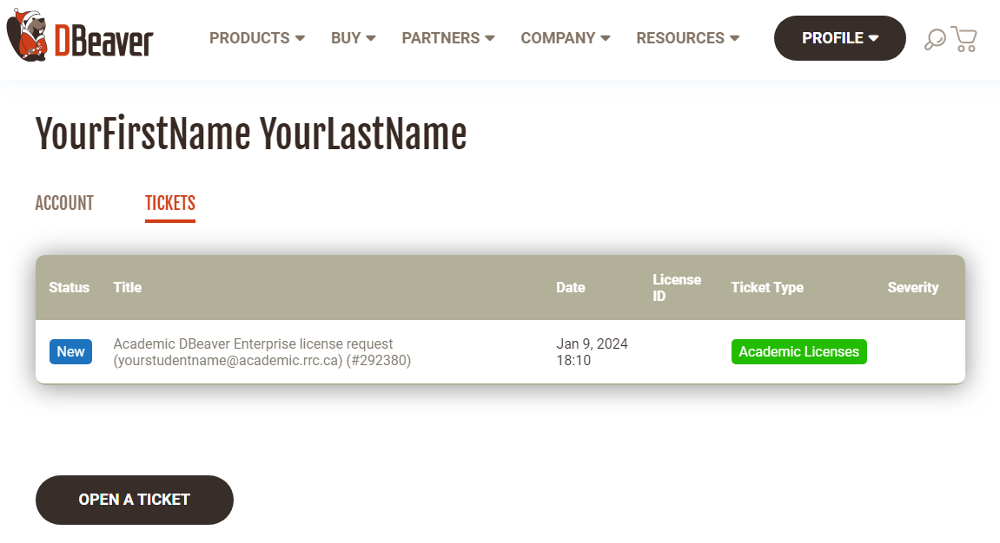 DBeaver PRODUCTS BUY PARTNERS COMPANY RESOURCES PROFILE
YourFirstName YourLastName
ACCOUNT TICKETS
Status Title Date License ID Ticket Type Severity
New Academic DBeaver Enterprise license request Jan 9, 2024 Academic Licenses
(yourstudentname@academic.rrc.ca) (#292380) 18:10
OPEN A TICKET